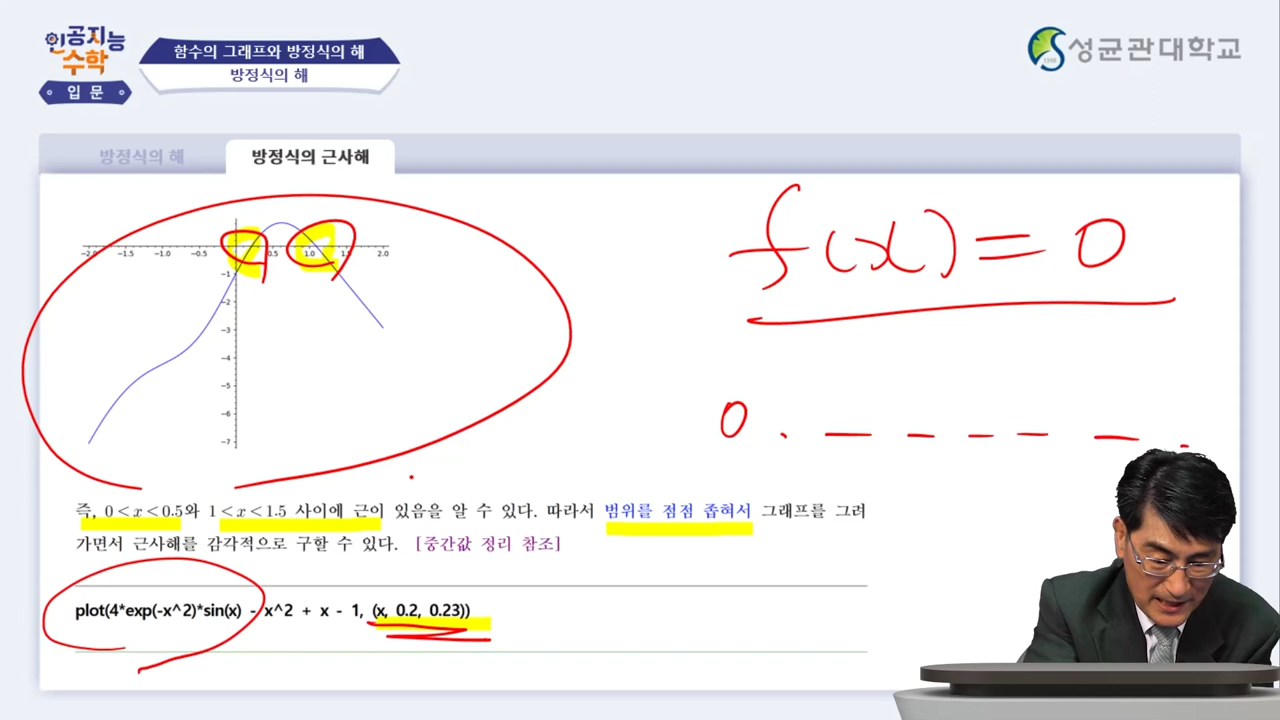 인공지능
수학
입문
함수의 그래프와 방정식의 해
방정식의 해
성균관대학교
1398
방정식의 해
방정식의 근사해
f(x)=0
-2.0 -1.5 -1.0 -0.5 0.5 1.0 1.5 2.0
-1
-2
-3
-4
-5
-6
-7
0. _ _ _ _ _ .
즉, 0<x<0.5와 1<x<1.5 사이에 근이 있음을 알 수 있다. 따라서 범위를 점점 좁혀서 그래프를 그려
가면서 근사해를 감각적으로 구할 수 있다. [중간값 정리 참조]
plot(4*exp(-x^2)*sin(x) - x^2 + x - 1, (x, 0.2, 0.23))